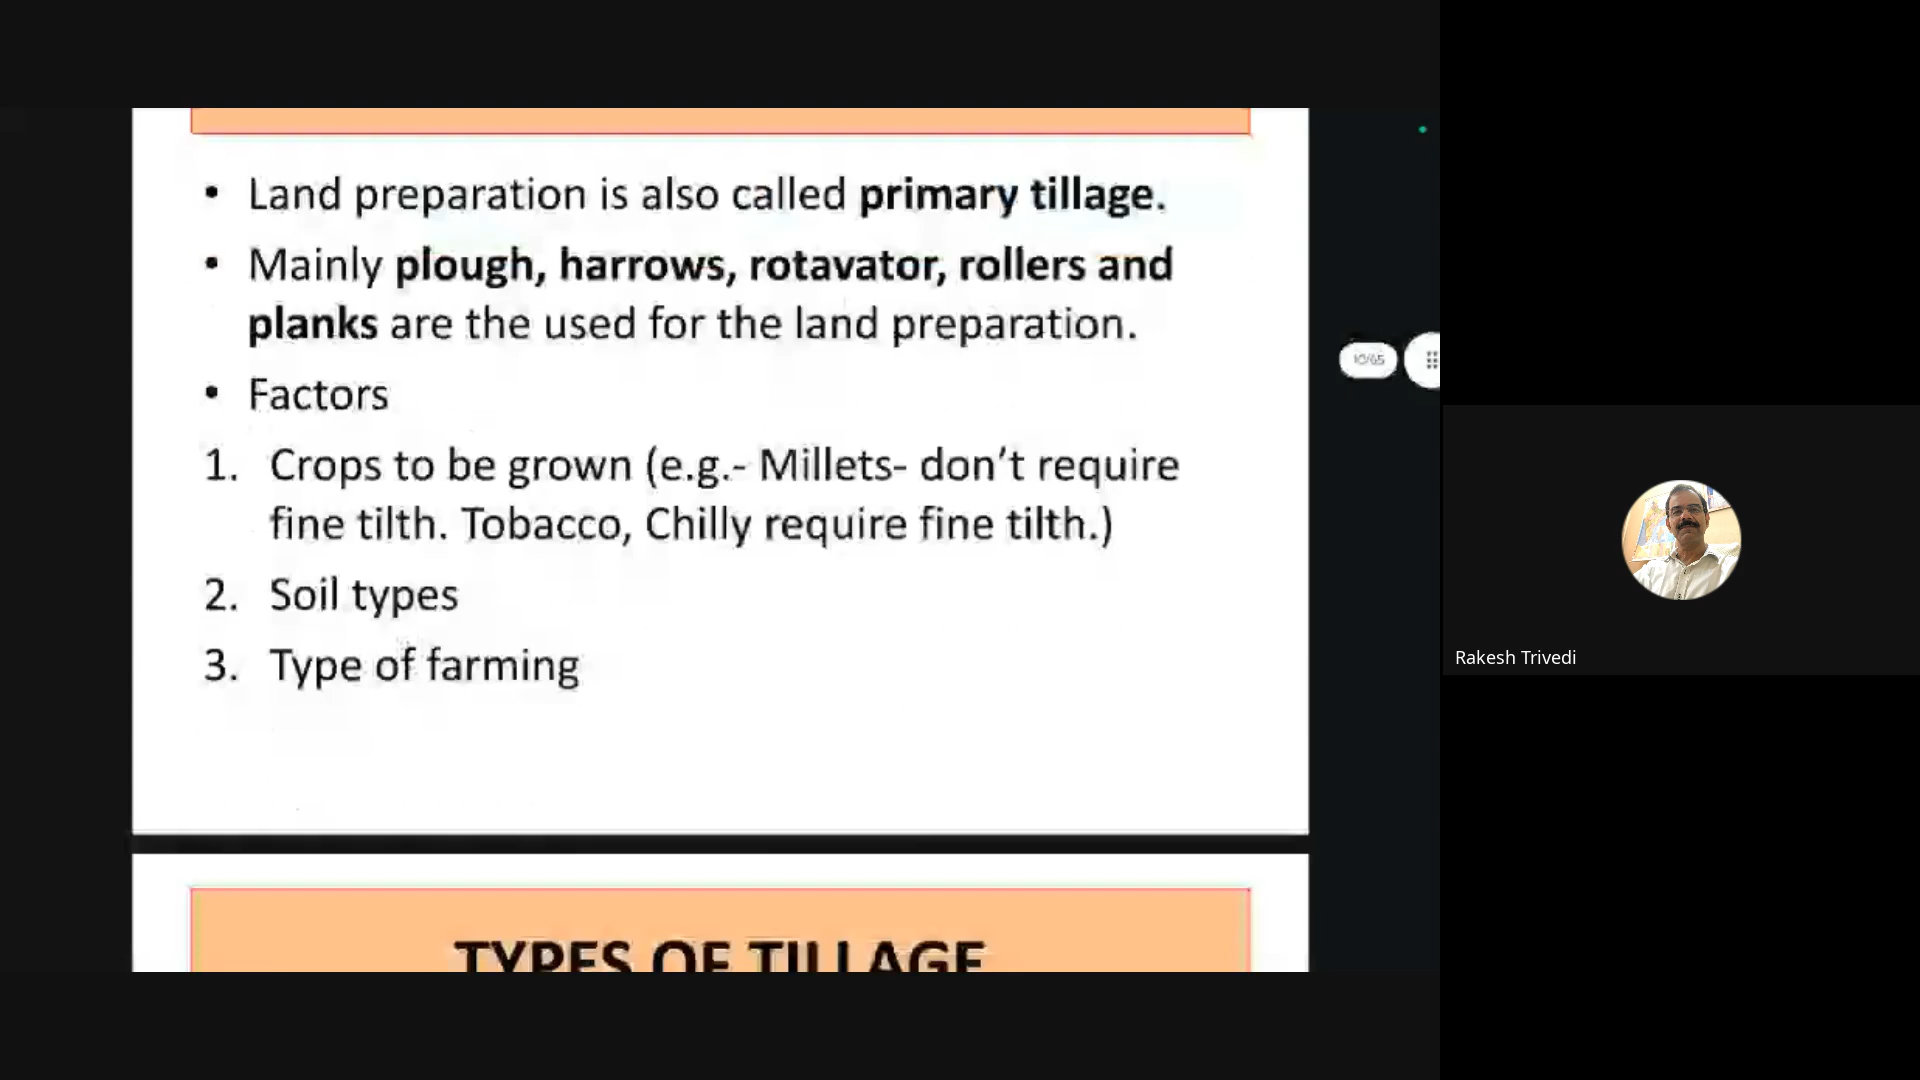 • Land preparation is also called primary tillage.
• Mainly plough, harrows, rotavator, rollers and
planks are the used for the land preparation.
• Factors
1. Crops to be grown (e.g.- Millets- don't require
fine tilth. Tobacco, Chilly require fine tilth.)
2. Soil types
3. Type of farming
10/65
TYPES OF TILLAGE
Rakesh Trivedi